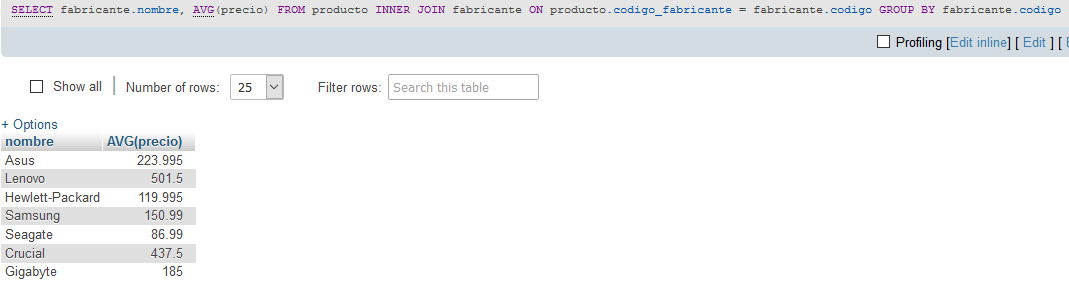 SELECT fabricante.nombre, AVG(precio) FROM producto INNER JOIN fabricante ON producto.codigo_fabricante = fabricante.codigo GROUP BY fabricante.codigo
Profiling [Edit inline] [ Edit ] [
Show all | Number of rows: 25 Filter rows: Search this table
+ Options
nombre AVG(precio)
Asus 223.995
Lenovo 501.5
Hewlett-Packard 119.995
Samsung 150.99
Seagate 86.99
Crucial 437.5
Gigabyte 185